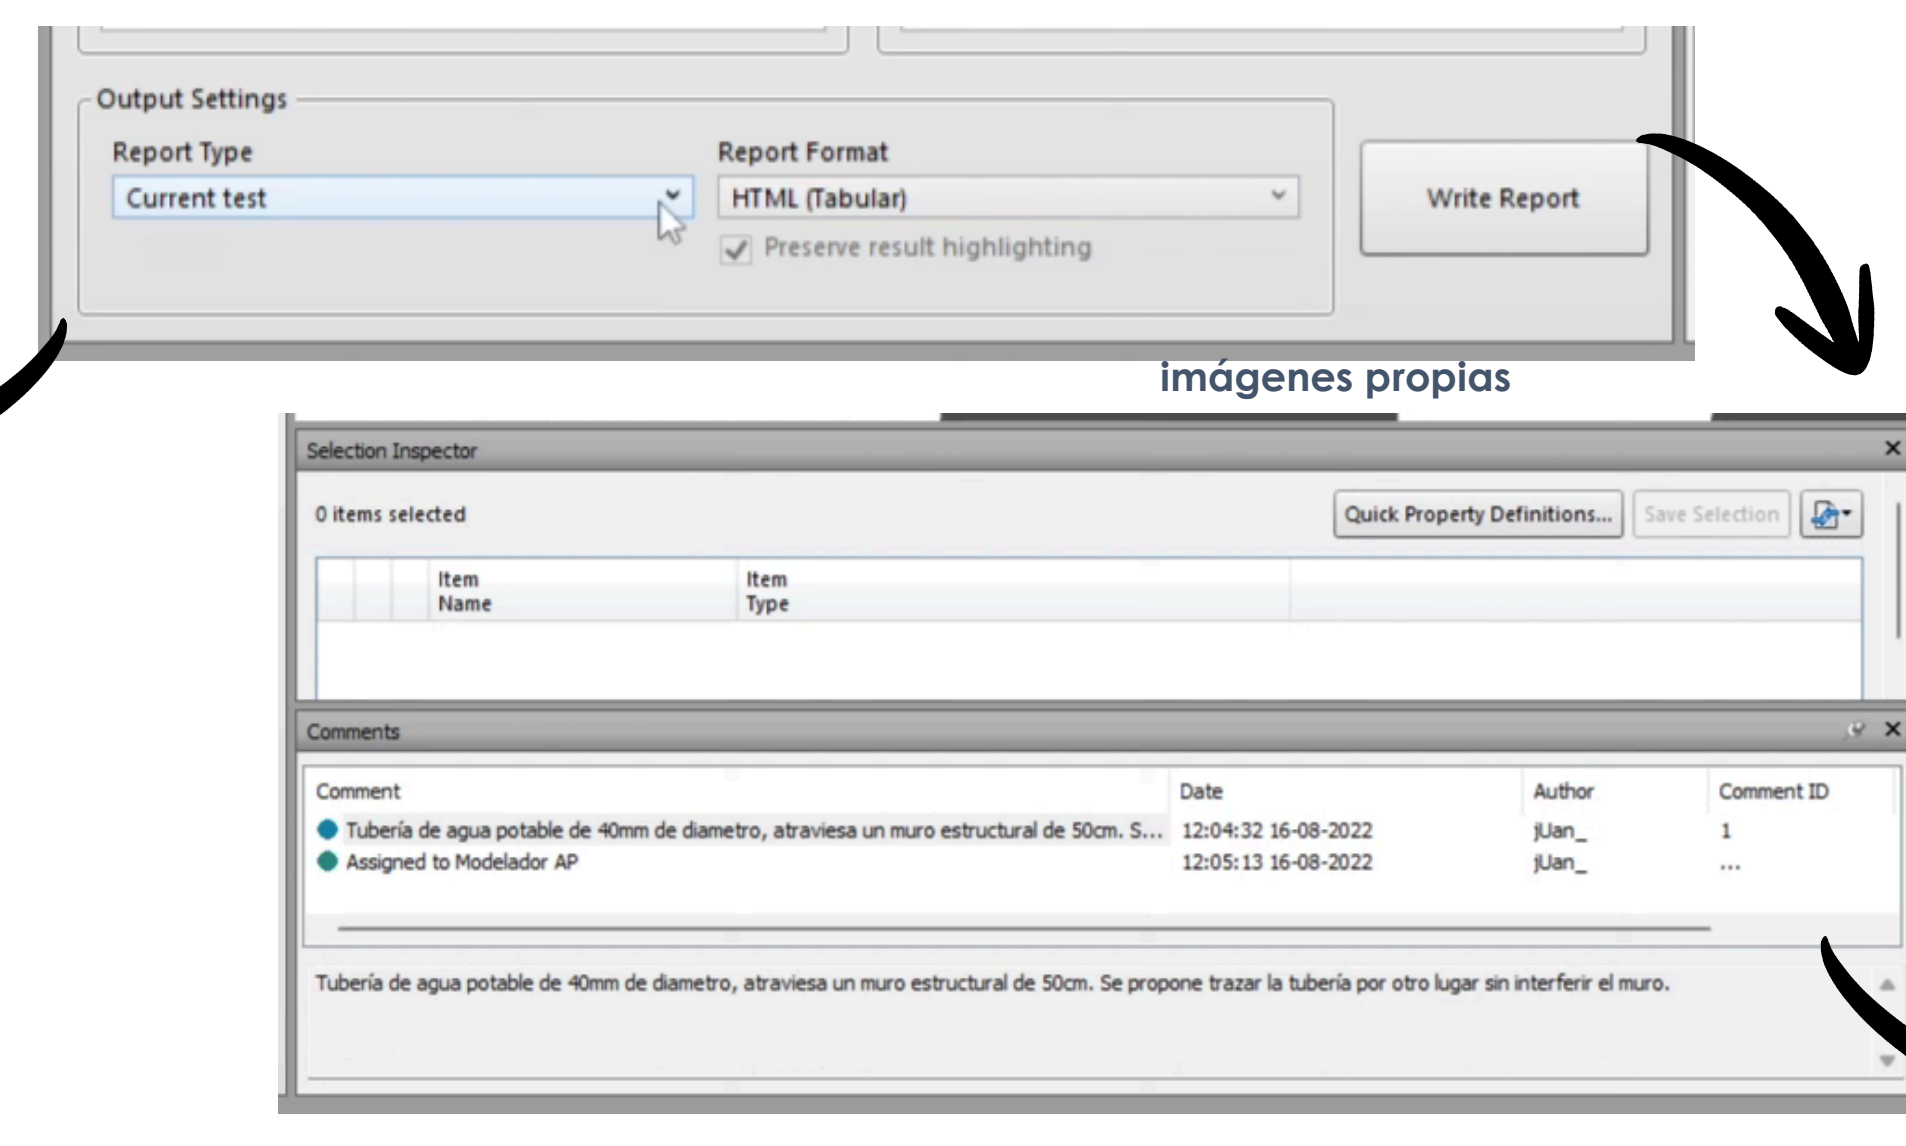 Output Settings
Report Type
Report Format
Current test
HTML (Tabular)
Write Report
Preserve result highlighting
imágenes propias
Selection Inspector
0 items selected
Quick Property Definitions...
Save Selection
Item Name
Item Type
Comments
Comment Date Author Comment ID
Tubería de agua potable de 40mm de diametro, atraviesa un muro estructural de 50cm. S... 12:04:32 16-08-2022 jUan_ 1
Assigned to Modelador AP 12:05:13 16-08-2022 jUan_ ...
Tubería de agua potable de 40mm de diametro, atraviesa un muro estructural de 50cm. Se propone trazar la tubería por otro lugar sin interferir el muro.